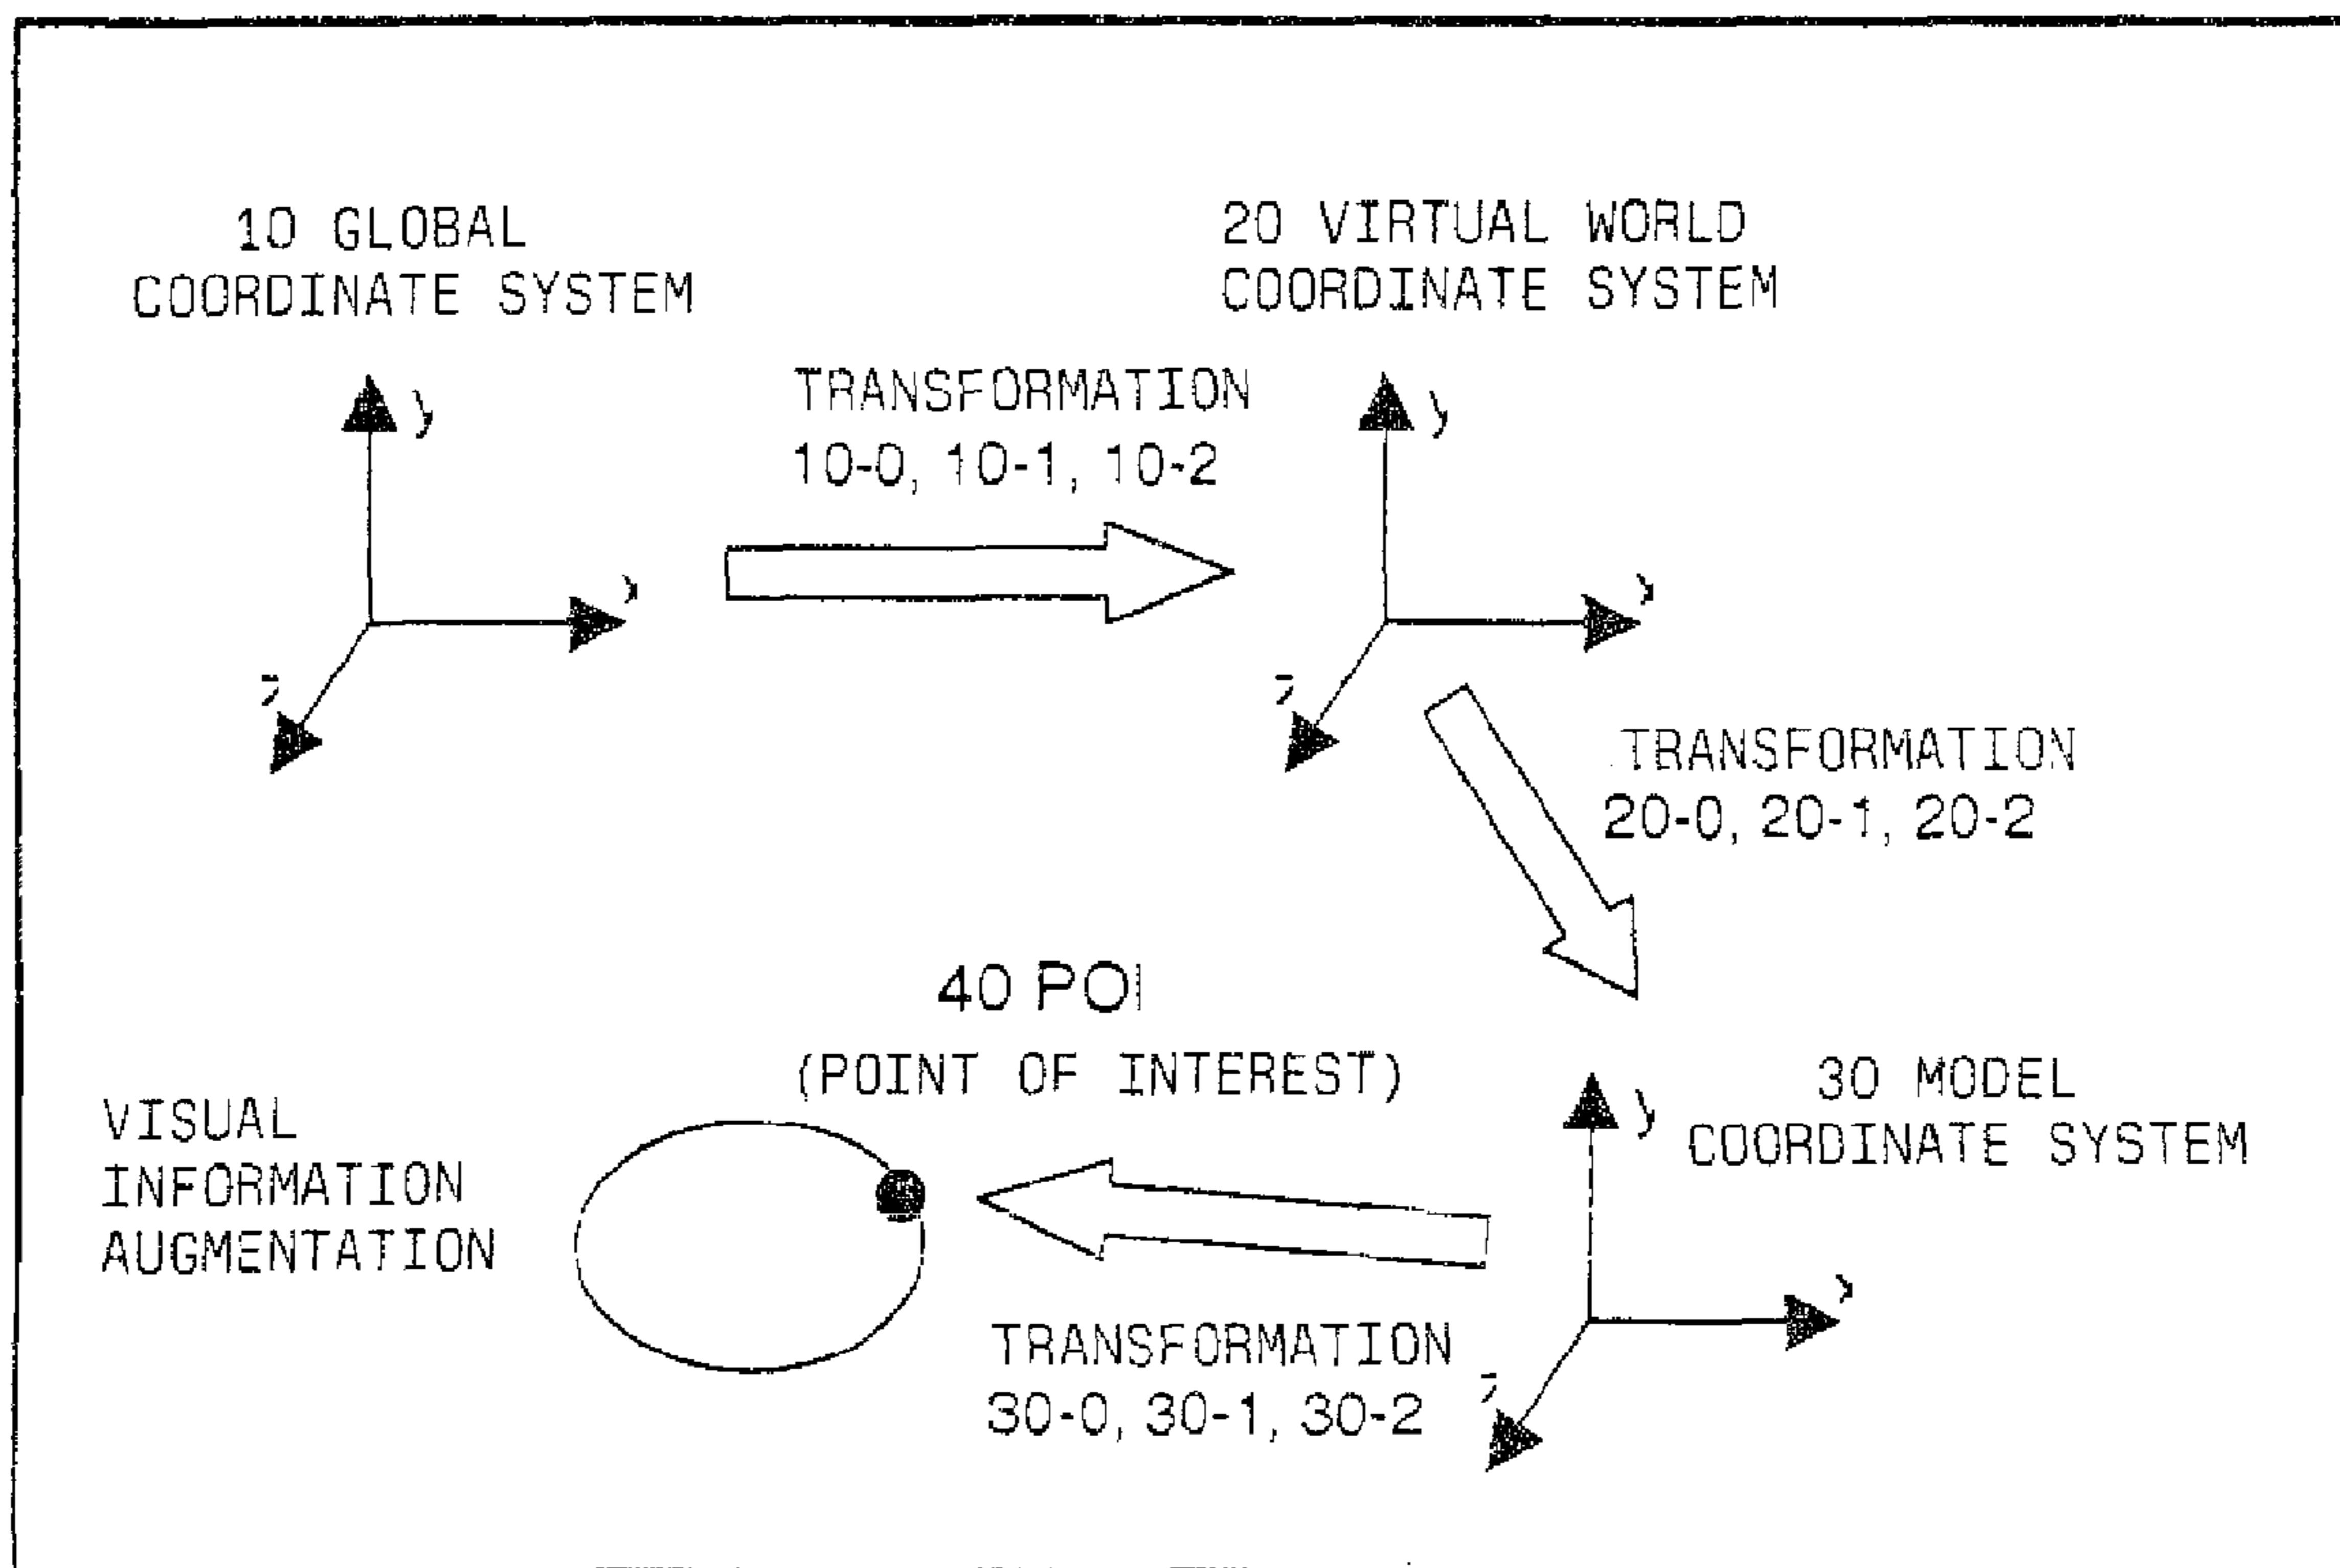 10 GLOBAL
COORDINATE SYSTEM
20 VIRTUAL WORLD
COORDINATE SYSTEM
TRANSFORMATION
10-0, 10-1, 10-2
y
x
z
y
x
z
TRANSFORMATION
20-0, 20-1, 20-2
40 POI
(POINT OF INTEREST)
VISUAL
INFORMATION
AUGMENTATION
30 MODEL
COORDINATE SYSTEM
y
x
z
TRANSFORMATION
30-0, 30-1, 30-2